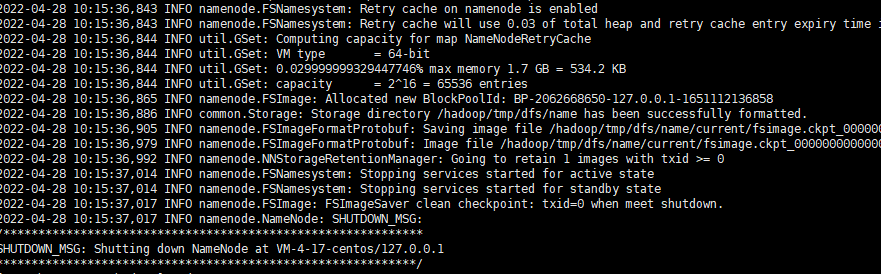 2022-04-28 10:15:36,843 INFO namenode.FSNamesystem: Retry cache on namenode is enabled
2022-04-28 10:15:36,843 INFO namenode.FSNamesystem: Retry cache will use 0.03 of total heap and retry cache entry expiry time i
2022-04-28 10:15:36,844 INFO util.GSet: Computing capacity for map NameNodeRetryCache
2022-04-28 10:15:36,844 INFO util.GSet: VM type       = 64-bit
2022-04-28 10:15:36,844 INFO util.GSet: 0.029999999329447746% max memory 1.7 GB = 534.2 KB
2022-04-28 10:15:36,844 INFO util.GSet: capacity      = 2^16 = 65536 entries
2022-04-28 10:15:36,865 INFO namenode.FSImage: Allocated new BlockPoolId: BP-2062668650-127.0.0.1-1651112136858
2022-04-28 10:15:36,886 INFO common.Storage: Storage directory /hadoop/tmp/dfs/name has been successfully formatted.
2022-04-28 10:15:36,905 INFO namenode.FSImageFormatProtobuf: Saving image file /hadoop/tmp/dfs/name/current/fsimage.ckpt_000000
2022-04-28 10:15:36,979 INFO namenode.FSImageFormatProtobuf: Image file /hadoop/tmp/dfs/name/current/fsimage.ckpt_0000000000000
2022-04-28 10:15:36,992 INFO namenode.NNStorageRetentionManager: Going to retain 1 images with txid >= 0
2022-04-28 10:15:37,014 INFO namenode.FSNamesystem: Stopping services started for active state
2022-04-28 10:15:37,014 INFO namenode.FSNamesystem: Stopping services started for standby state
2022-04-28 10:15:37,017 INFO namenode.FSImage: FSImageSaver clean checkpoint: txid=0 when meet shutdown.
2022-04-28 10:15:37,017 INFO namenode.NameNode: SHUTDOWN_MSG:
/************************************************************
SHUTDOWN_MSG: Shutting down NameNode at VM-4-17-centos/127.0.0.1
************************************************************/